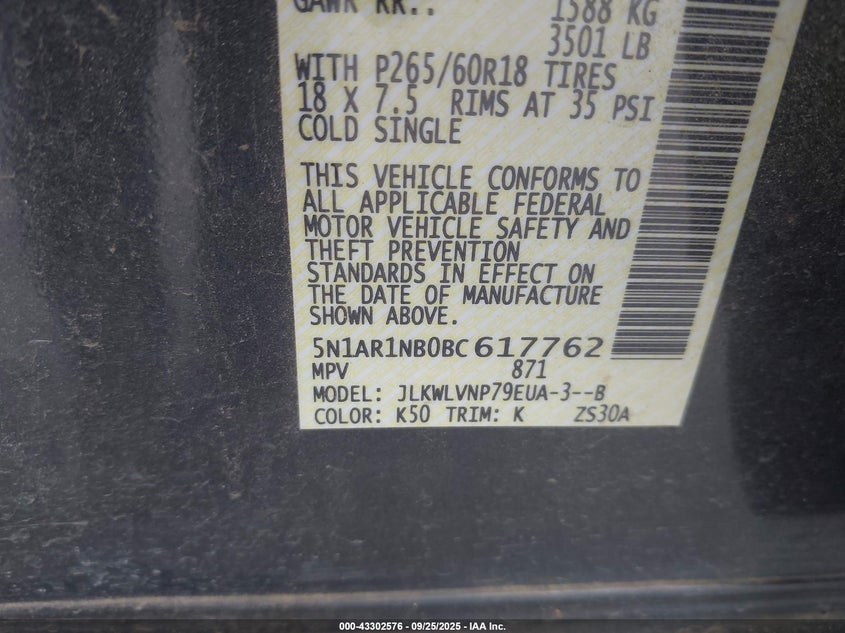 GAWR RR.:
1588 KG
3501 LB
WITH P265/60R18 TIRES
18 X 7.5 RIMS AT 35 PSI
COLD SINGLE
THIS VEHICLE CONFORMS TO
ALL APPLICABLE FEDERAL
MOTOR VEHICLE SAFETY AND
THEFT PREVENTION
STANDARDS IN EFFECT ON
THE DATE OF MANUFACTURE
SHOWN ABOVE.
5N1AR1NB0BC617762
MPV 871
MODEL: JLKWLVNP79EUA-3--B
COLOR: K50 TRIM: K ZS30A
000-43302576 - 09/25/2025 - IAA Inc.